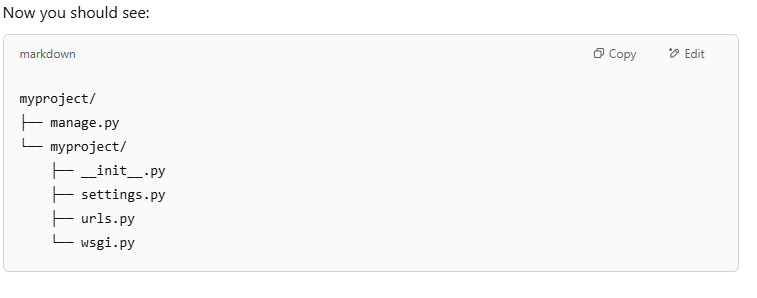 Now you should see:
markdown
Copy Edit
myproject/
├── manage.py
└── myproject/
    ├── __init__.py
    ├── settings.py
    ├── urls.py
    └── wsgi.py